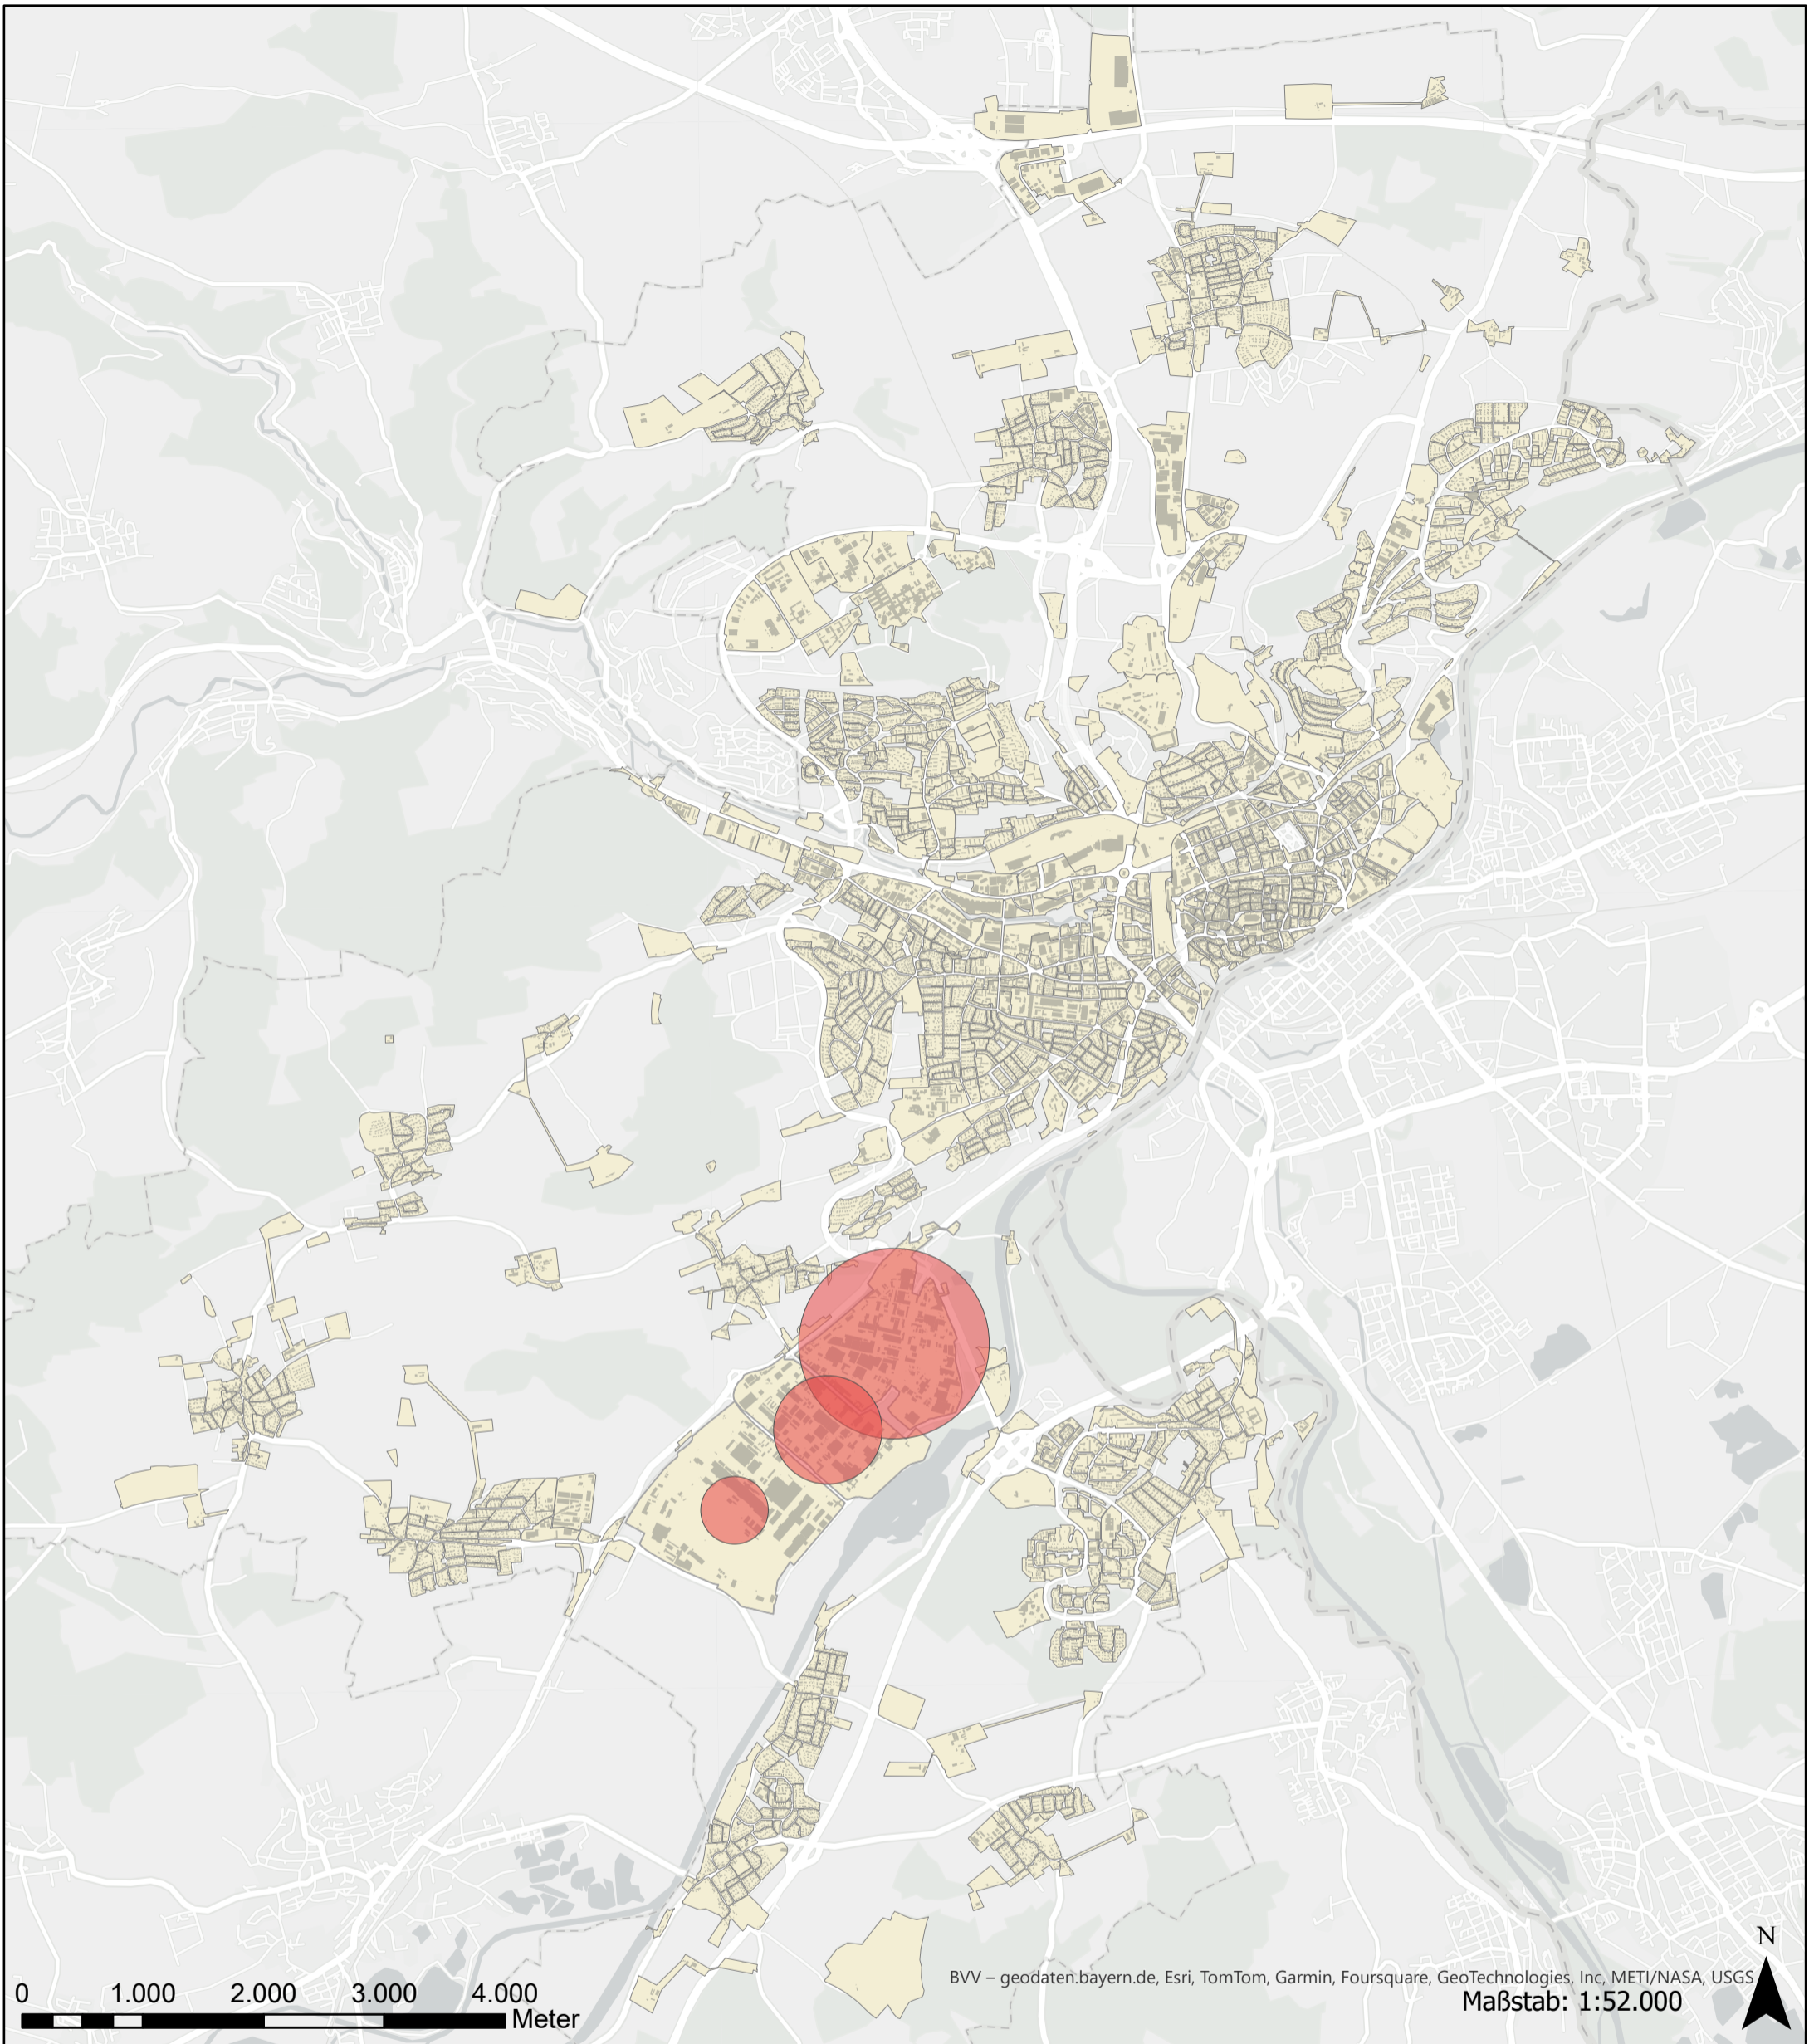 N
BVV – geodaten.bayern.de, Esri, TomTom, Garmin, Foursquare, GeoTechnologies, Inc, METI/NASA, USGS
Maßstab: 1:52.000
0 1.000 2.000 3.000 4.000
Meter